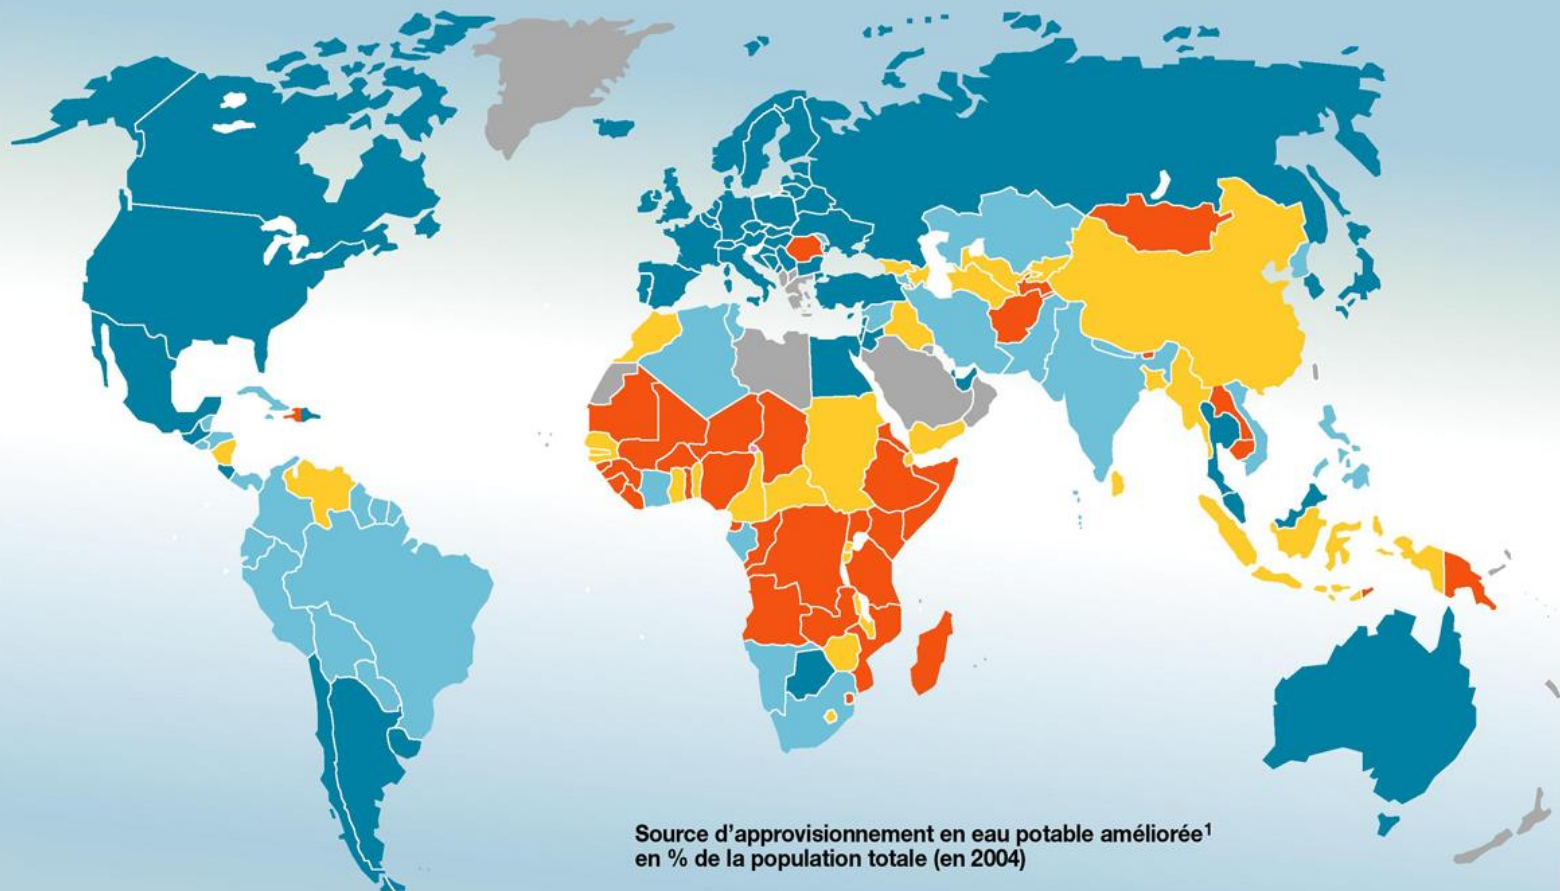 Source d’approvisionnement en eau potable améliorée¹
en % de la population totale (en 2004)